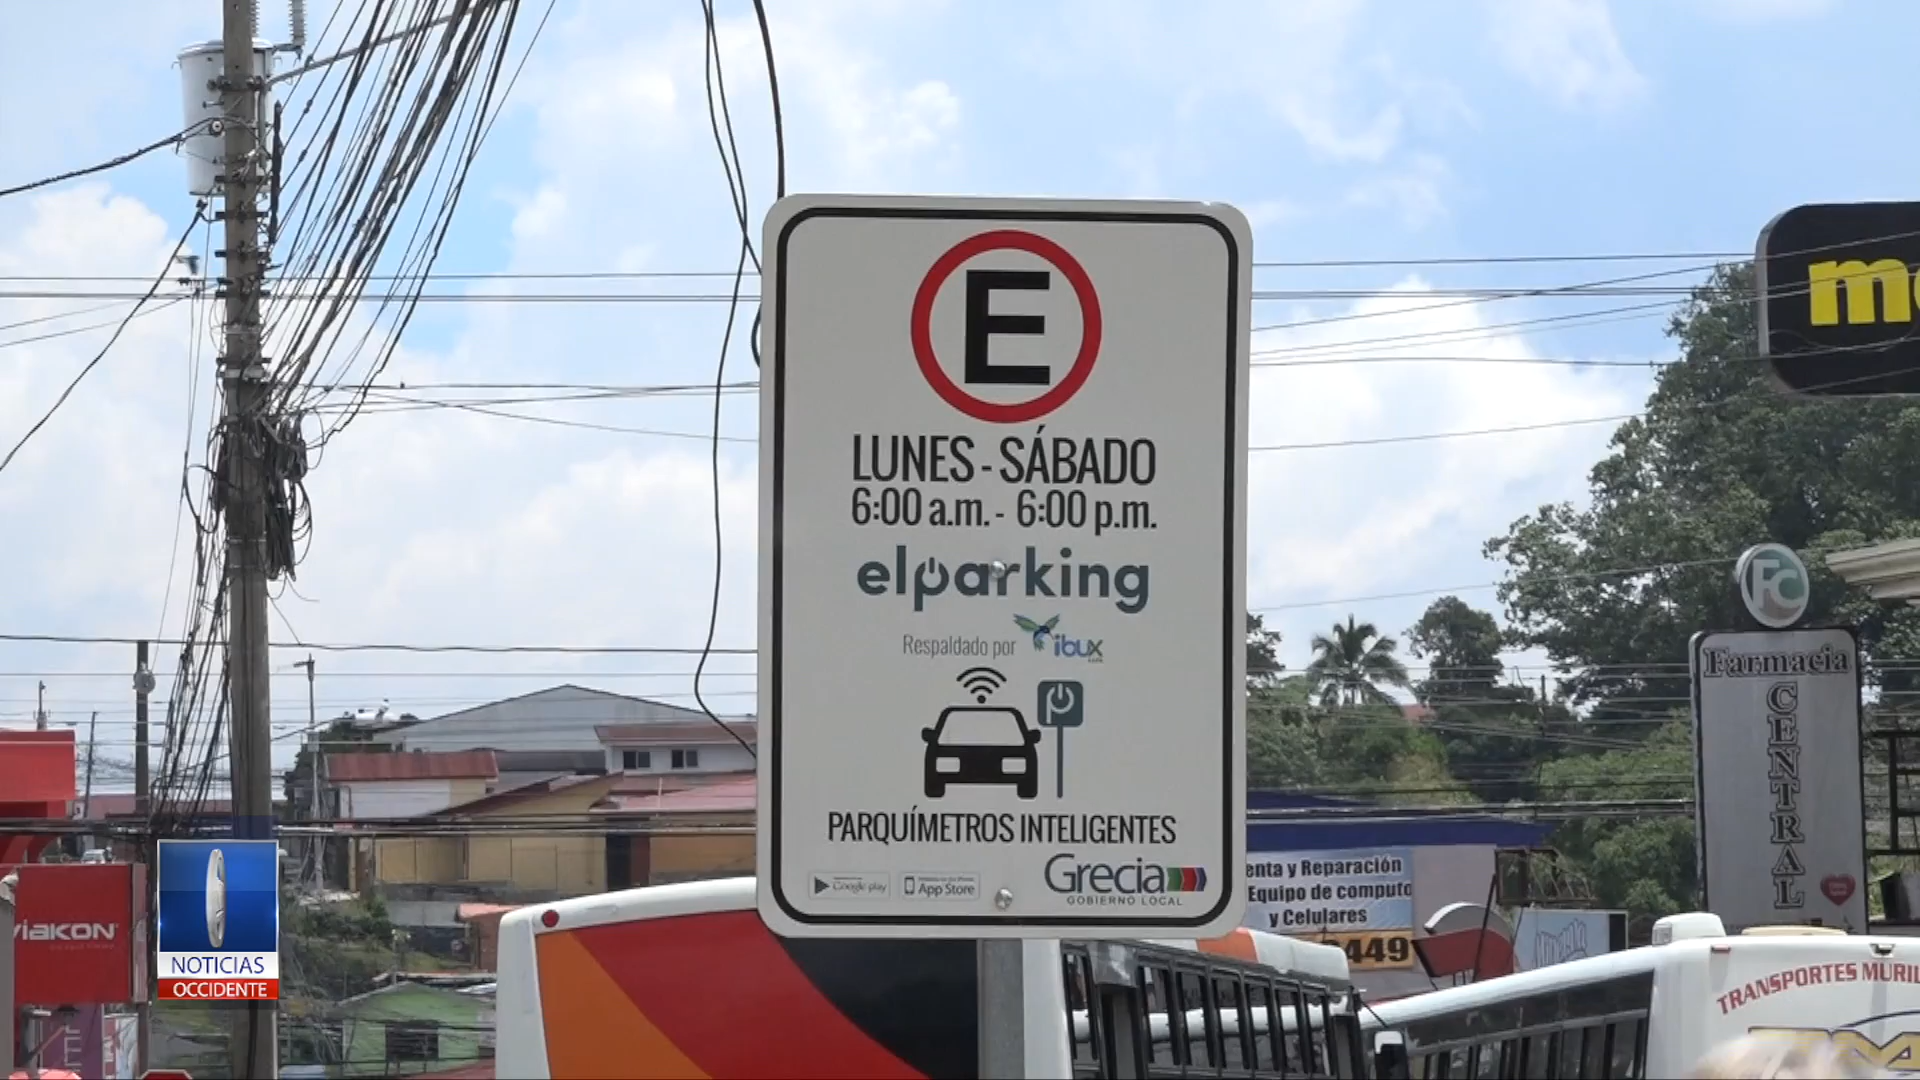 E
LUNES - SÁBADO
6:00 a.m. - 6:00 p.m.
elparking
Respaldado por ibux
PARQUÍMETROS INTELIGENTES
Google play
App Store
Grecia
GOBIERNO LOCAL
FC
Farmacia
CENTRAL
enta y Reparación
Equipo de computo
y Celulares
449
TRANSPORTES MURIL
viakon
NOTICIAS
OCCIDENTE